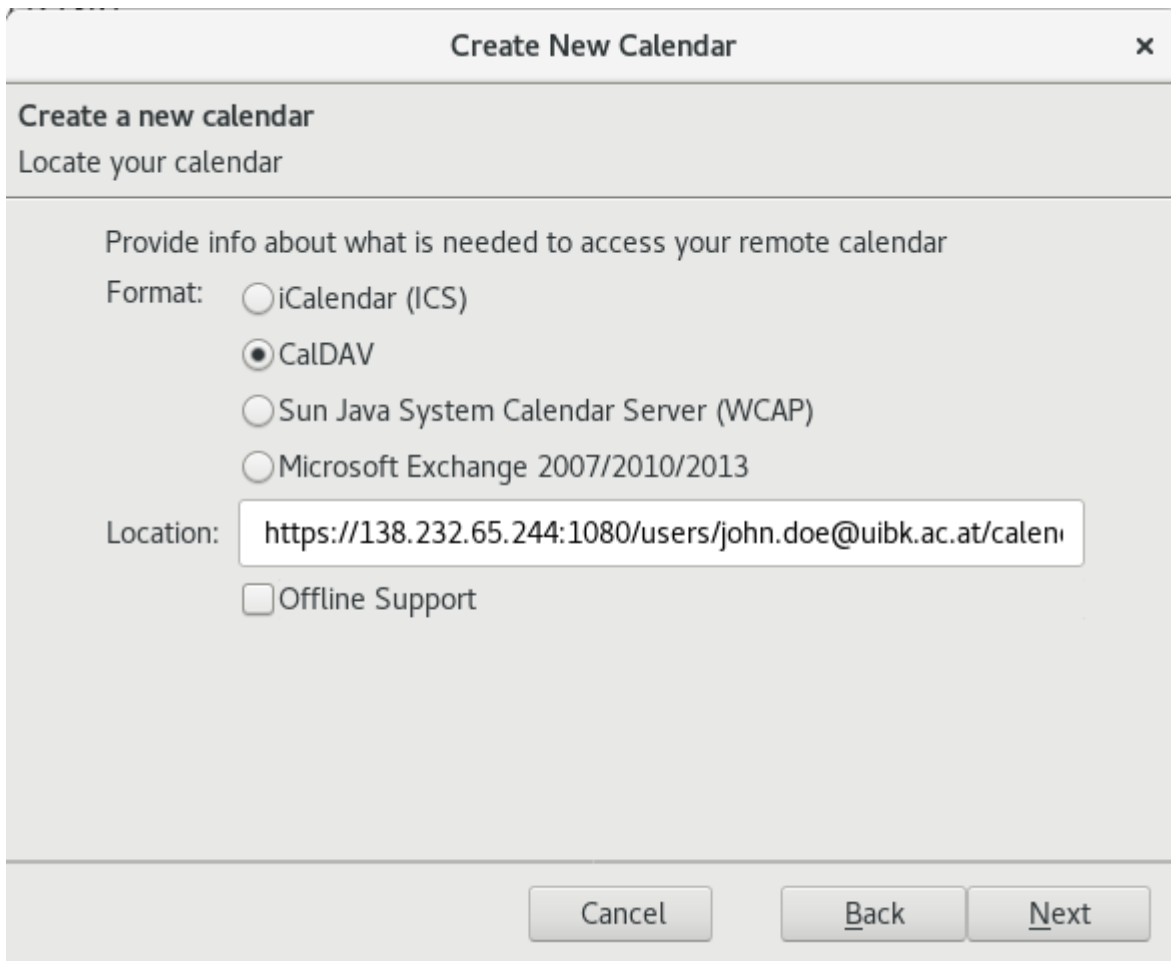 Create New Calendar ×
Create a new calendar
Locate your calendar
Provide info about what is needed to access your remote calendar
Format: iCalendar (ICS)
CalDAV
Sun Java System Calendar Server (WCAP)
Microsoft Exchange 2007/2010/2013
Location: https://138.232.65.244:1080/users/john.doe@uibk.ac.at/calen
Offline Support
Cancel Back Next